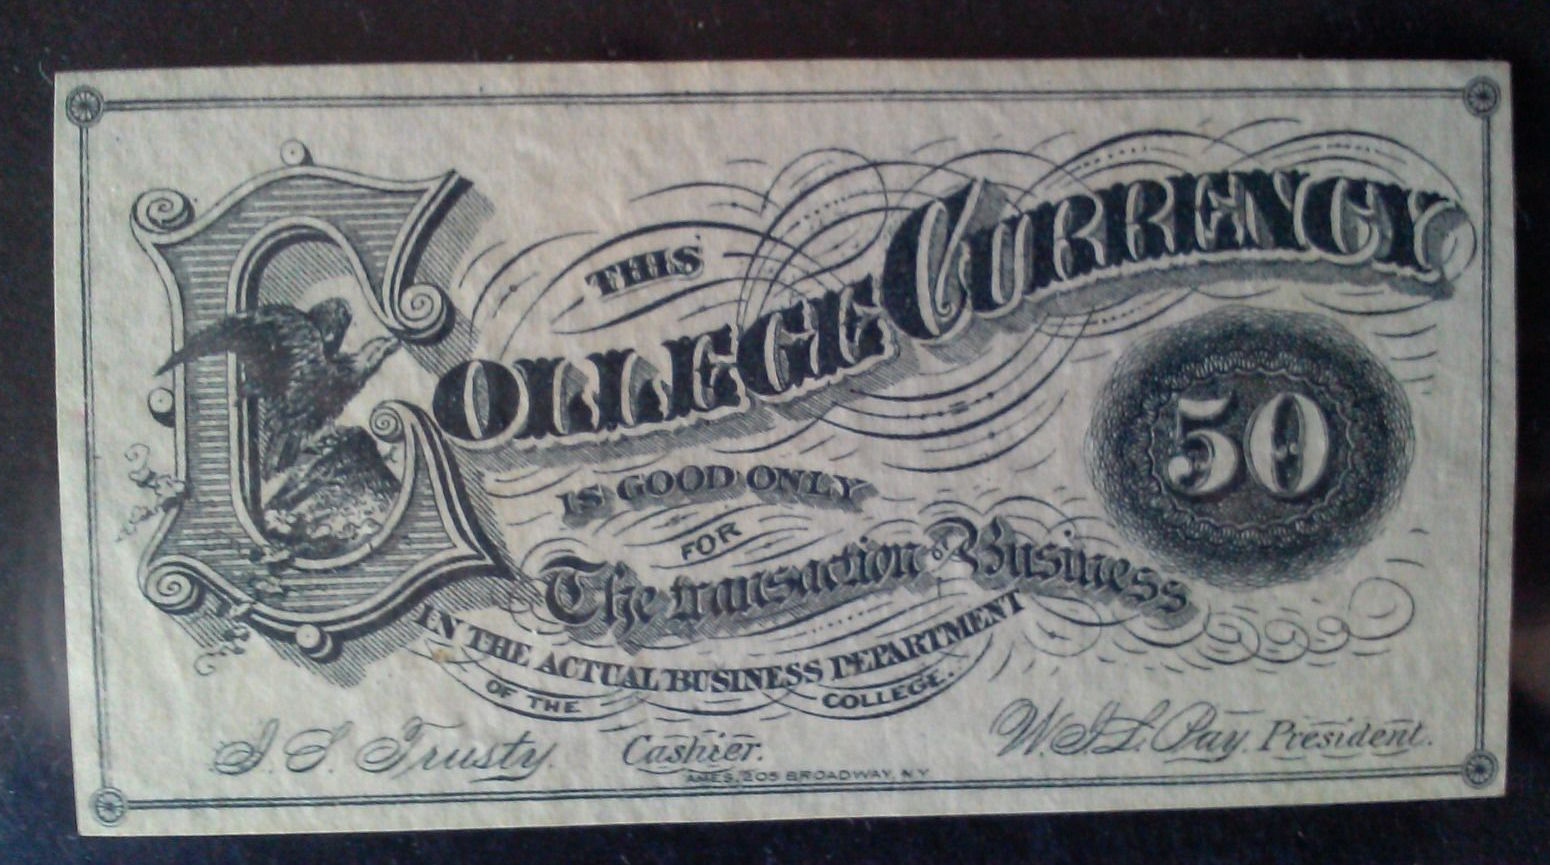 THIS
COLLEGE CURRENCY
50
IS GOOD ONLY
FOR
The transaction of Business
IN THE ACTUAL BUSINESS DEPARTMENT
OF THE COLLEGE.
I. S. Trusty. Cashier. W. I. L. Pay. President.
AMES, 205 BROADWAY, N.Y